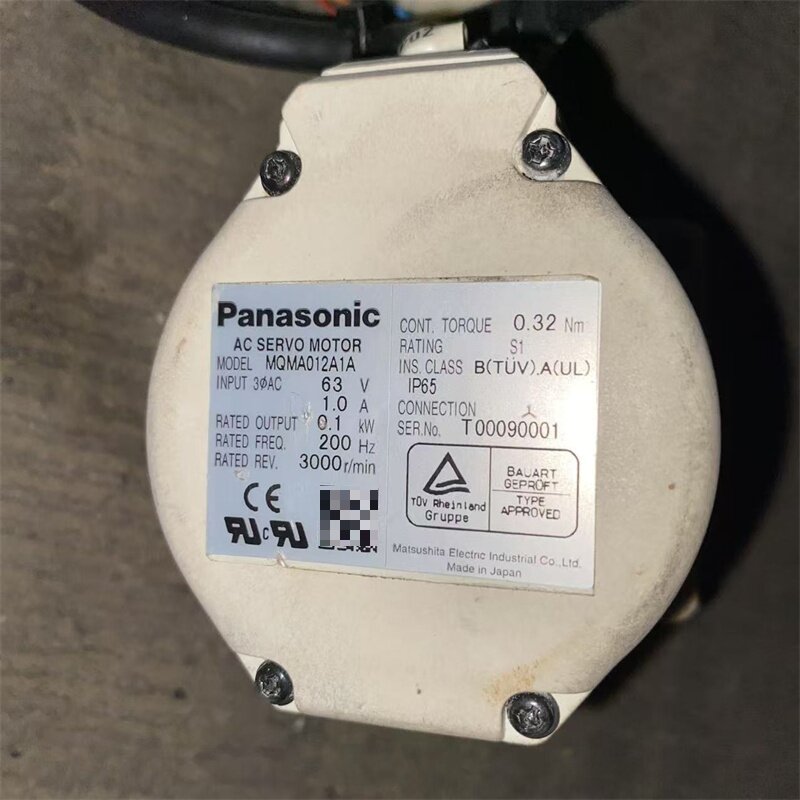 02
Panasonic
AC SERVO MOTOR
MODEL MQMA012A1A
INPUT 3ØAC 63 V
1.0 A
RATED OUTPUT 0.1 kW
RATED FREQ. 200 Hz
RATED REV. 3000 r/min
CE
c
CONT. TORQUE 0.32 Nm
RATING S1
INS. CLASS B(TÜV),A(UL)
IP65
CONNECTION
SER.No. T00090001
TÜV Rheinland
Gruppe
BAUART
GEPRÜFT
TYPE
APPROVED
Matsushita Electric Industrial Co.,Ltd.
Made in Japan